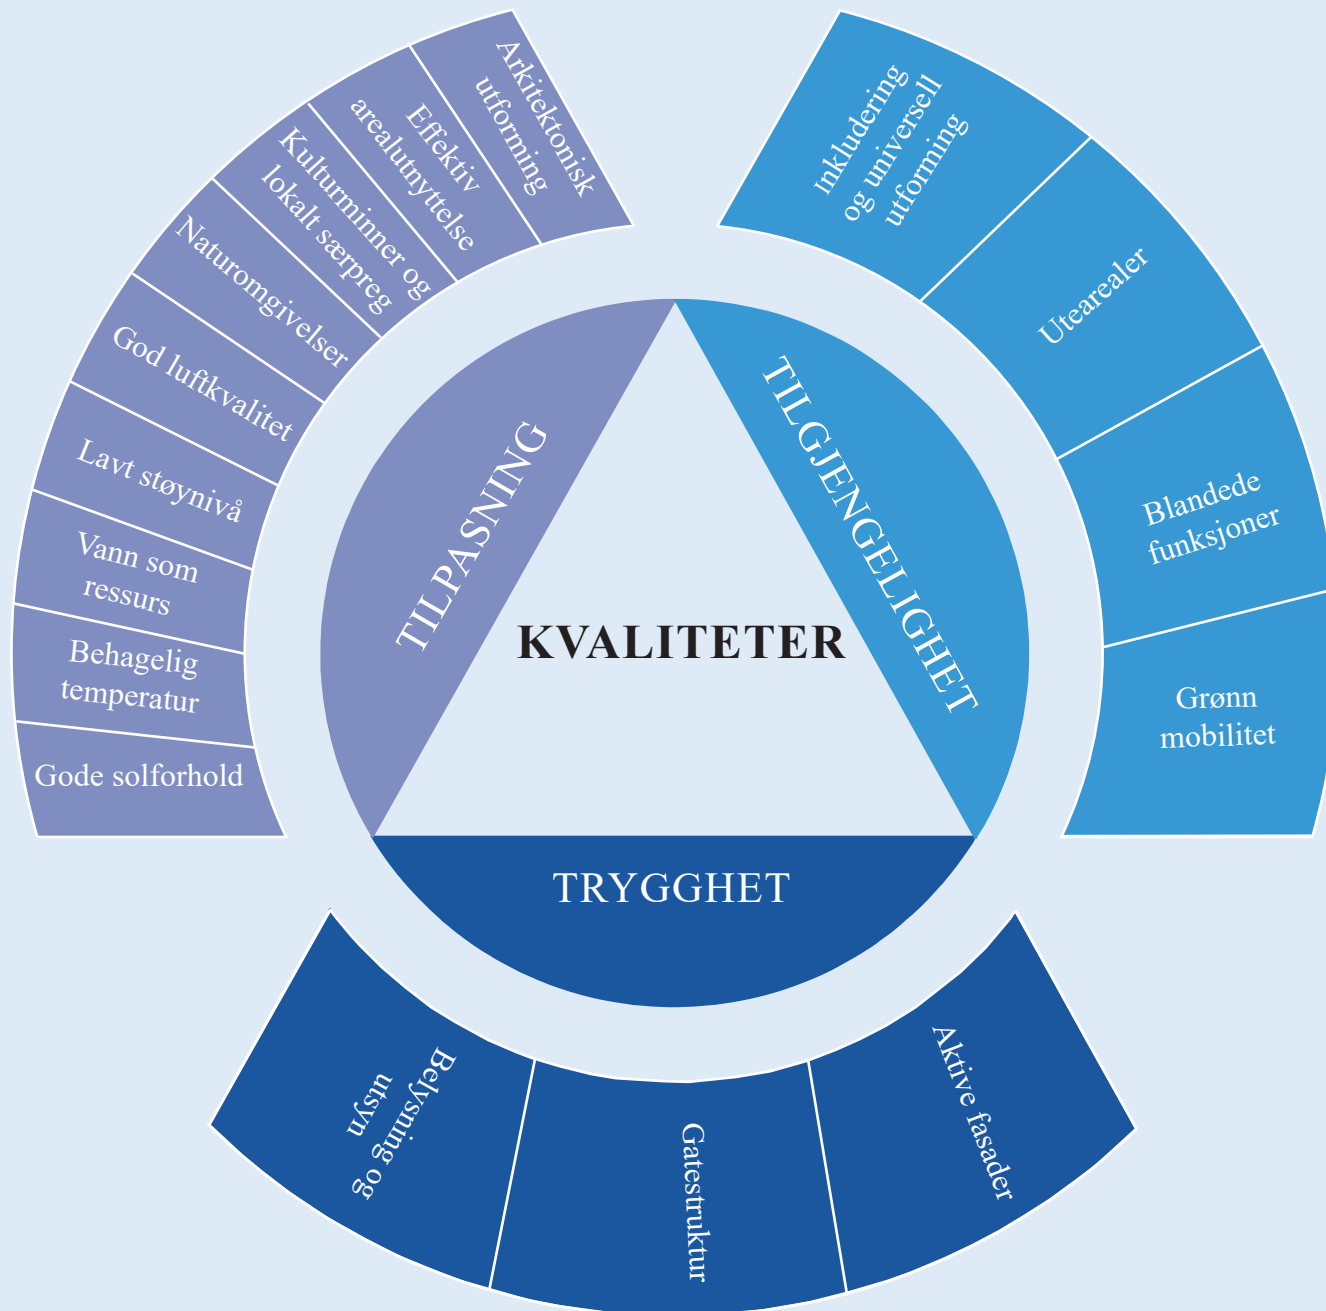 KVALITETER
TILPASNING
Arkitektonisk
utforming
Effektiv
arealutnyttelse
Kulturminner og
lokalt særpreg
Naturomgivelser
God luftkvalitet
Lavt støynivå
Vann som
ressurs
Behagelig
temperatur
Gode solforhold
TILGJENGELIGHET
Inkludering
og universell
utforming
Utearealer
Blandede
funksjoner
Grønn
mobilitet
TRYGGHET
Belysning og
utsyn
Gatestruktur
Aktive fasader